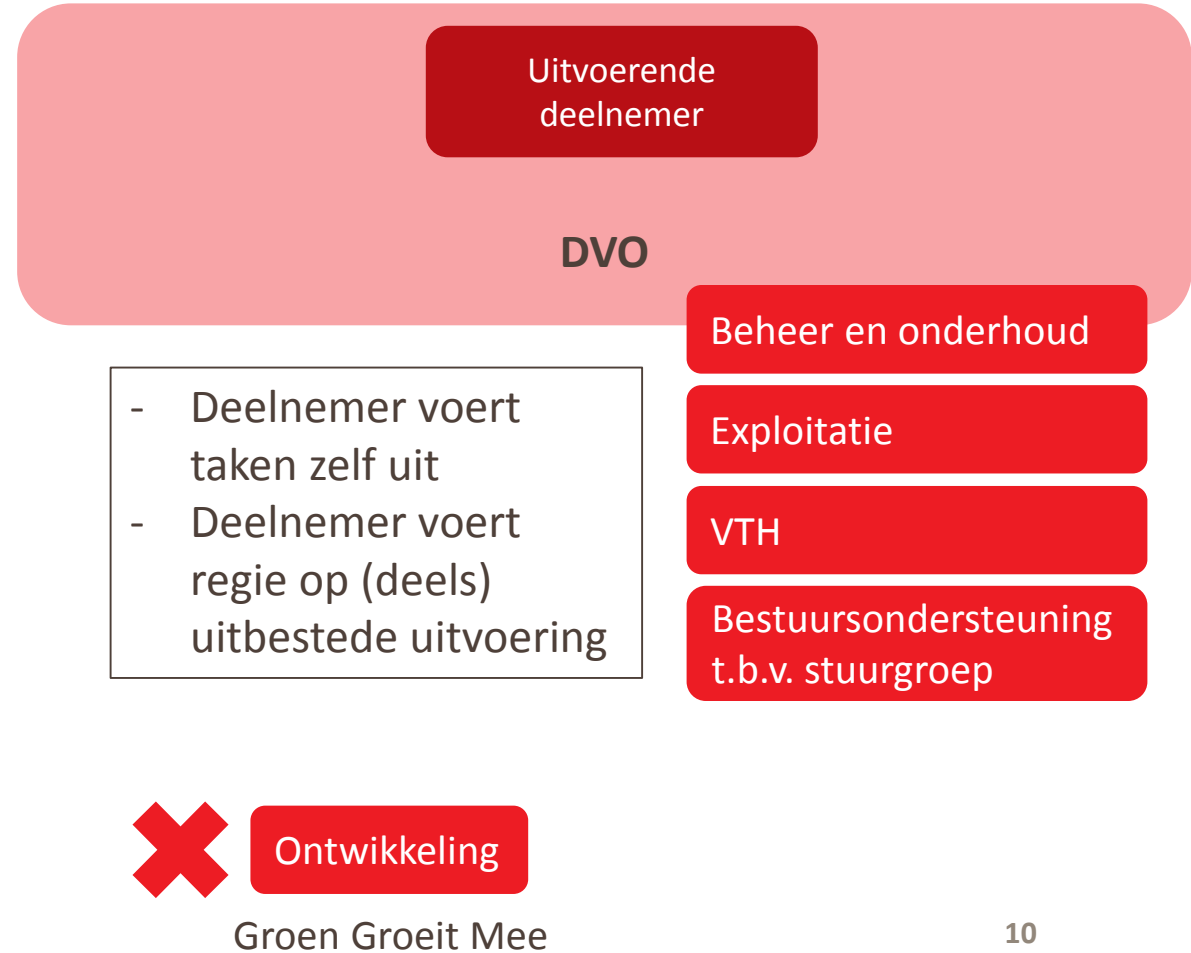 Uitvoerende
deelnemer
DVO
- Deelnemer voert
taken zelf uit
- Deelnemer voert
regie op (deels)
uitbestede uitvoering
Beheer en onderhoud
Exploitatie
VTH
Bestuursondersteuning
t.b.v. stuurgroep
Ontwikkeling
Groen Groeit Mee
10